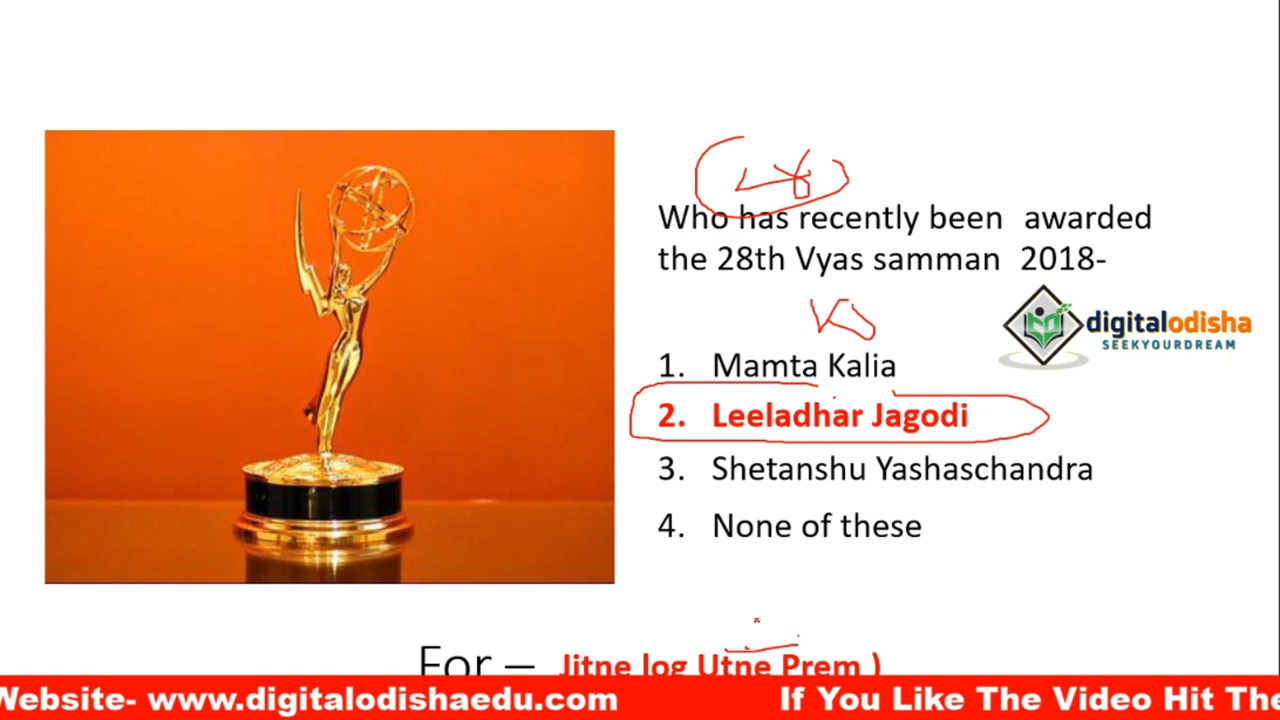 28
Who has recently been awarded
the 28th Vyas samman 2018-
digitalodisha
SEEKYOURDREAM
1. Mamta Kalia
2. Leeladhar Jagodi
3. Shetanshu Yashaschandra
4. None of these
For – Jitne log Utne Prem )
Website- www.digitalodishaedu.com If You Like The Video Hit The